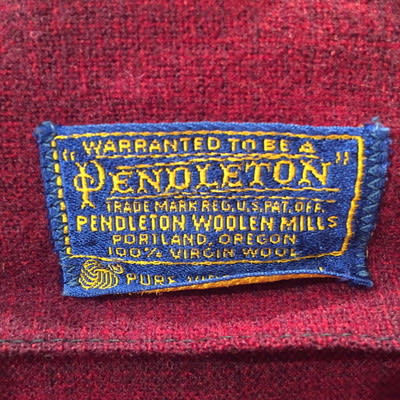 WARRANTED TO BE A
"PENDLETON"
TRADE MARK REG. U.S. PAT. OFF.
PENDLETON WOOLEN MILLS
PORTLAND, OREGON
100% VIRGIN WOOL
PURE